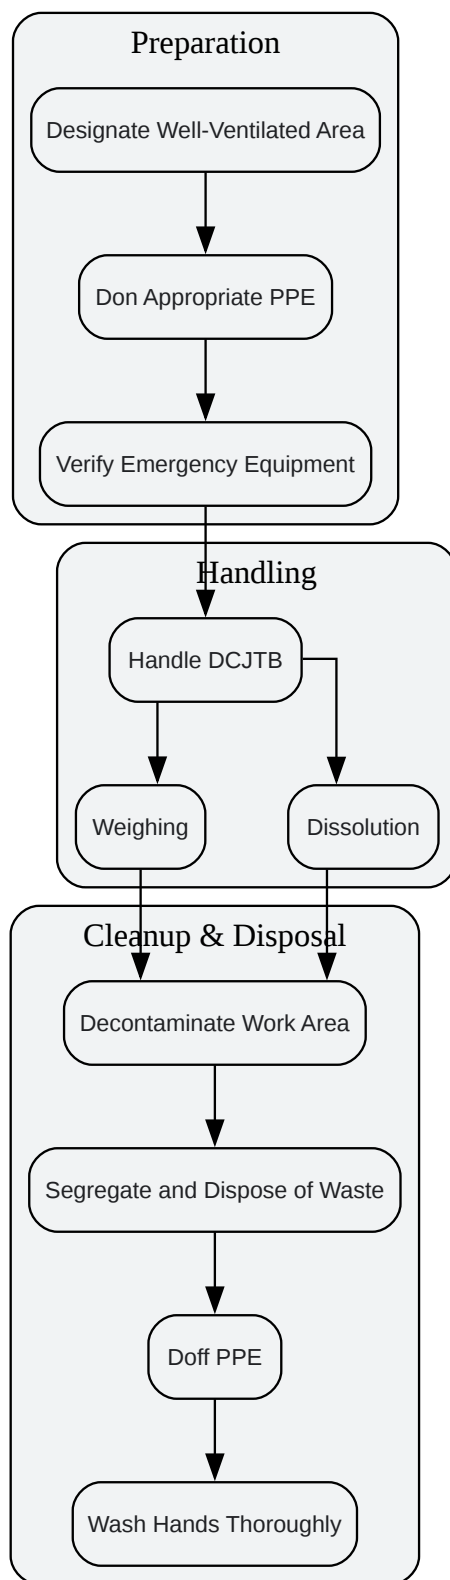 Preparation
Designate Well-Ventilated Area
Don Appropriate PPE
Verify Emergency Equipment
Handling
Handle DCJTB
Weighing
Dissolution
Cleanup & Disposal
Decontaminate Work Area
Segregate and Dispose of Waste
Doff PPE
Wash Hands Thoroughly